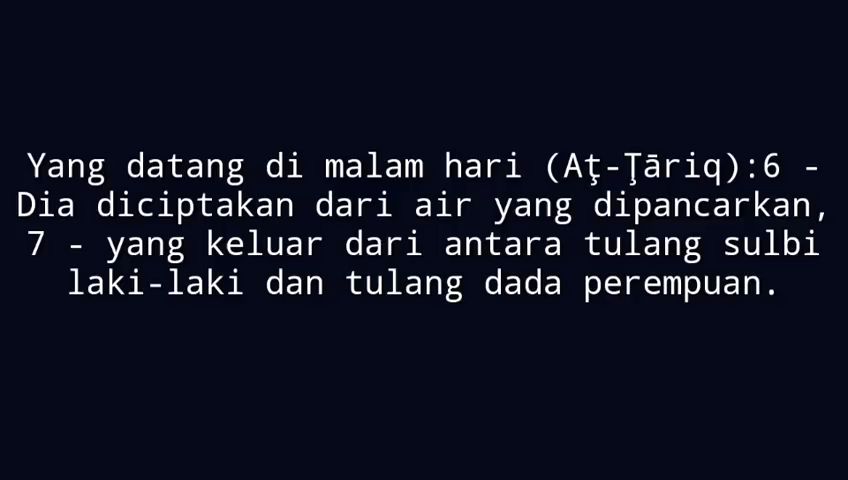 Yang datang di malam hari (Aţ-Ţāriq):6 -
Dia diciptakan dari air yang dipancarkan,
7 - yang keluar dari antara tulang sulbi
laki-laki dan tulang dada perempuan.